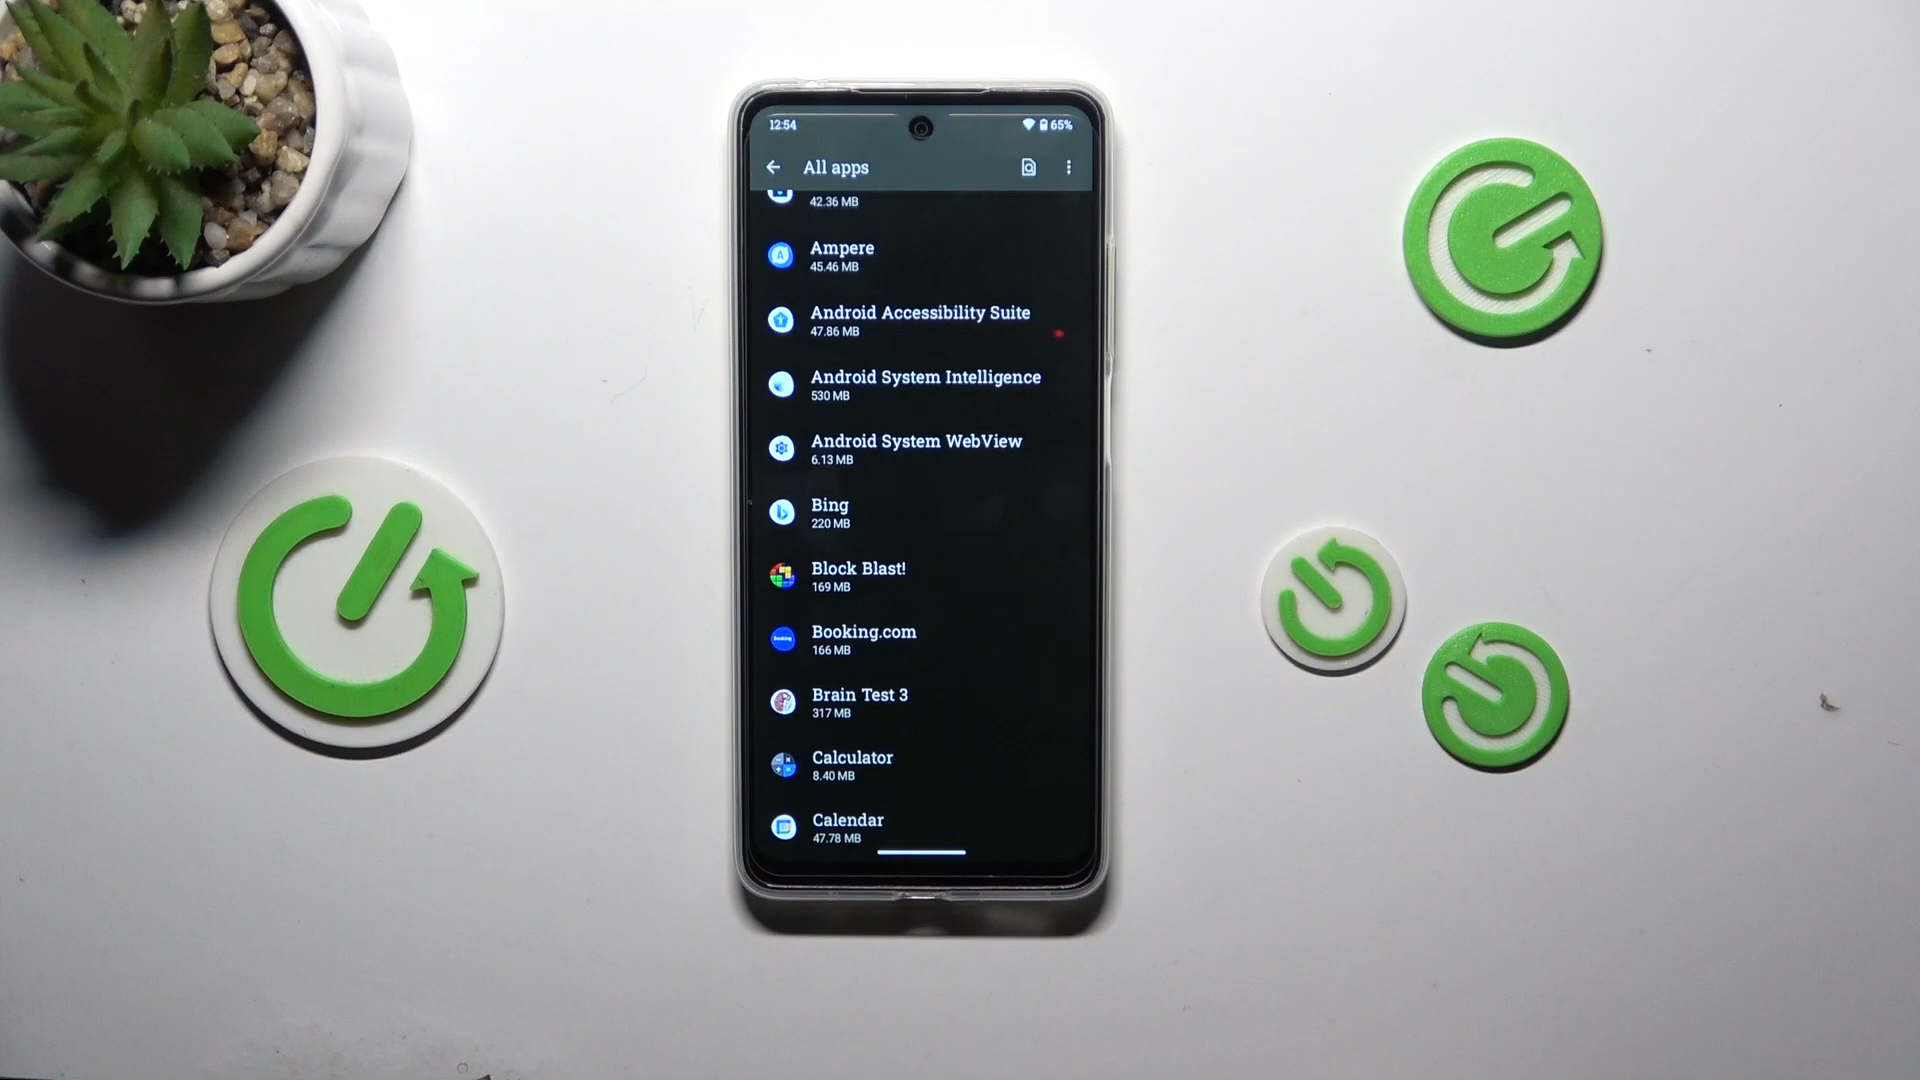 12:54
65%
All apps
42.36 MB
Ampere
45.46 MB
Android Accessibility Suite
47.86 MB
Android System Intelligence
530 MB
Android System WebView
6.13 MB
Bing
220 MB
Block Blast!
169 MB
Booking
Booking.com
166 MB
Brain Test 3
317 MB
Calculator
8.40 MB
Calendar
47.78 MB